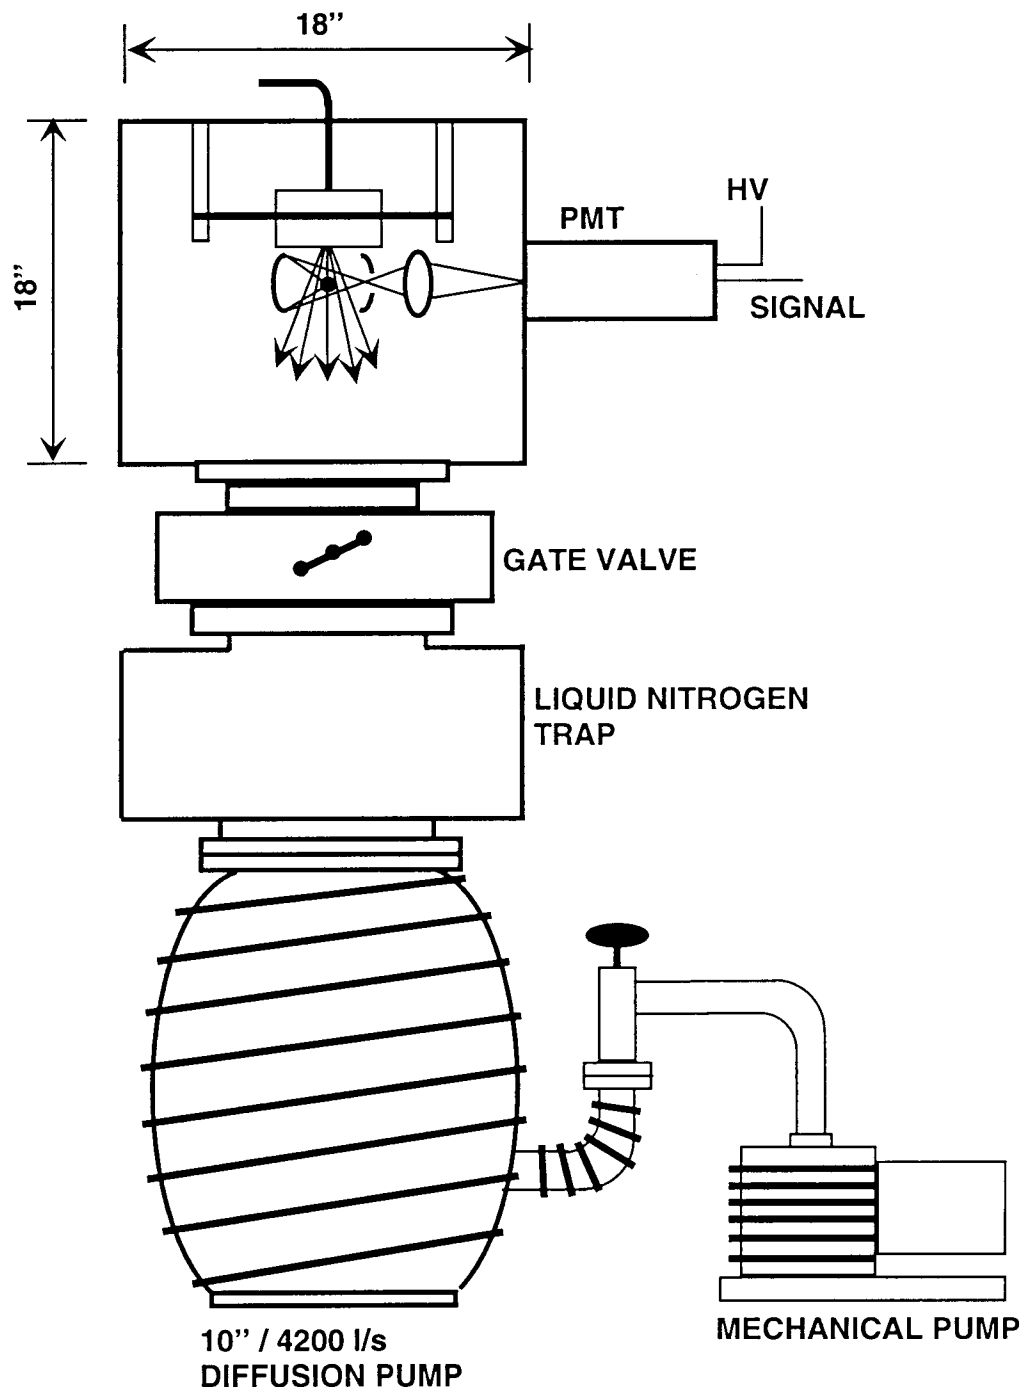 18”
18”
HV
PMT
SIGNAL
GATE VALVE
LIQUID NITROGEN
TRAP
MECHANICAL PUMP
10” / 4200 l/s
DIFFUSION PUMP